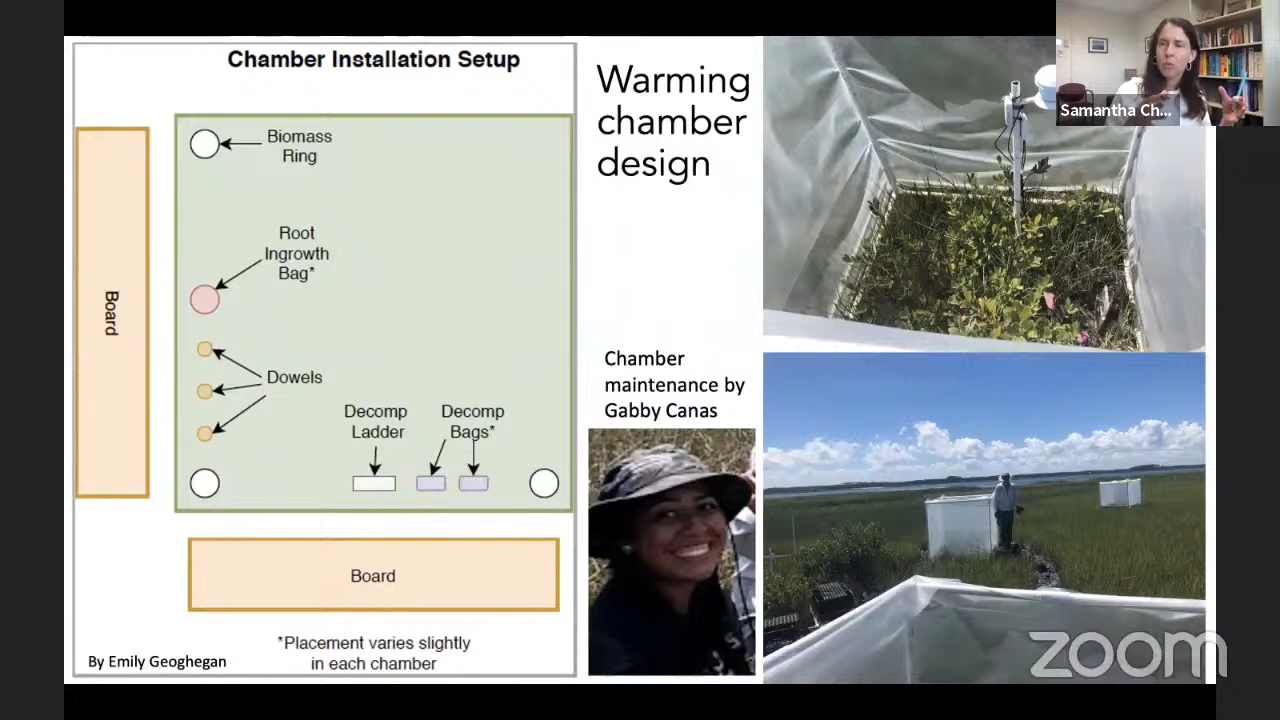 Chamber Installation Setup
Biomass
Ring
Root
Ingrowth
Bag*
Board
Dowels
Decomp
Ladder
Decomp
Bags*
Board
*Placement varies slightly
in each chamber
By Emily Geoghegan
Warming
chamber
design
Chamber
maintenance by
Gabby Canas
Samantha Ch...
zoom